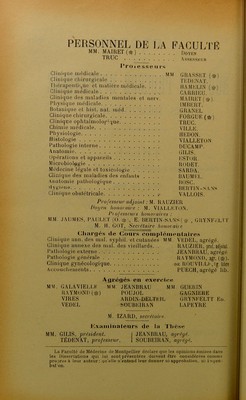 PERSONNEL DE LA FACULTÉ
MM. MAIRET (✻) . . . . . . . . . DOYEN
TRUC . . . . . . . . . ASSESSEUR
Professeurs
Clinique médicale . . . . . . . . . MM GRASSET (✻)
Clinique chirurgicale . . . . . . . . . TEDENAT.
Thérapeutique et matière médicale. . . . . . . . . HAMELIN (✻)
Clinique médicale . . . . . . . . . CARRIEU.
Clinique des maladies mentales et nerv. . . . . . . . . MAIRET (✻)
Physique médicale . . . . . . . . . IMBERT.
Botanique et hist. nat. méd. . . . . . . . . GRANEL.
Clinique chirurgicale. . . . . . . . . FORGUE (✻)
Clinique ophtalmologique. . . . . . . . . TRUC.
Chimie médicale. . . . . . . . . VILLE
Physiologie. . . . . . . . . HEDON.
Histologie . . . . . . . . . VIALLETON
Pathologie interne. . . . . . . . . DUCAMP.
Anatomie. . . . . . . . . GILIS.
Opérations et appareils . . . . . . . . . ESTOR.
Microbiologie . . . . . . . . . RODET.
Médecine légale et toxicologie . . . . . . . . . SARDA.
Clinique des maladies des enfants . . . . . . . . . BAUMEL.
Anatomie pathologique . . . . . . . . . BOSC.
Hygiène. . . . . . . . . BERTIN-SANS
Clinique obstétricale. . . . . . . . . VALLOIS.
Professeur adjoint : M. RAUZIER
Doyen honoraire : M. VIALLETON.
Professeurs honoraires :
MM. JAUMES, PAULET (O. ✻), E. BERTIN-SANS (✻), GRYNFELTT
M. H. GOT, Secrétaire honoraire
Chargés de Cours complémentaires
Clinique ann. des mal. syphil. et cutanées MM. VEDEL, agrégé.
Clinique annexe des mal. des vieillards. RAUZIER, prof. adjoint
Pathologie externe . . . . . . . . . JEANBRAU, agrégé
Pathologie générale . . . . . . . . . RAYMOND, agr. (✻).
Clinique gynécologique. . . . . . . . . de ROUVILLE, agrégé
Accouchements. . . . . . . . . PUECH, agrégé lib.
Agrégés en exercice
MM. GALAVIELLE MM JEANBRAU MM GUERIN
RAYMOND (✻) POUJOL GAGNIERE
VIRES ARDIN-DELTEIL GRYNFELTT Ed.
VEDEL SOUBEIRAN LAPEYRE
M. IZARD, secrétaire.
Examinateurs de la Thèse
MM. GILIS, président. JEANBRAU, agrégé.
TÉDENAT, professeur. SOUBEIRAN, agrégé.
La Faculté de Médecine de Montpellier déclare que les opinions émises dans
les Dissertations qui lui sont présentées doivent être considérées comme
propres à leur auteur ; qu'elle n'entend leur donner ni approbation, ni impro-
bation.